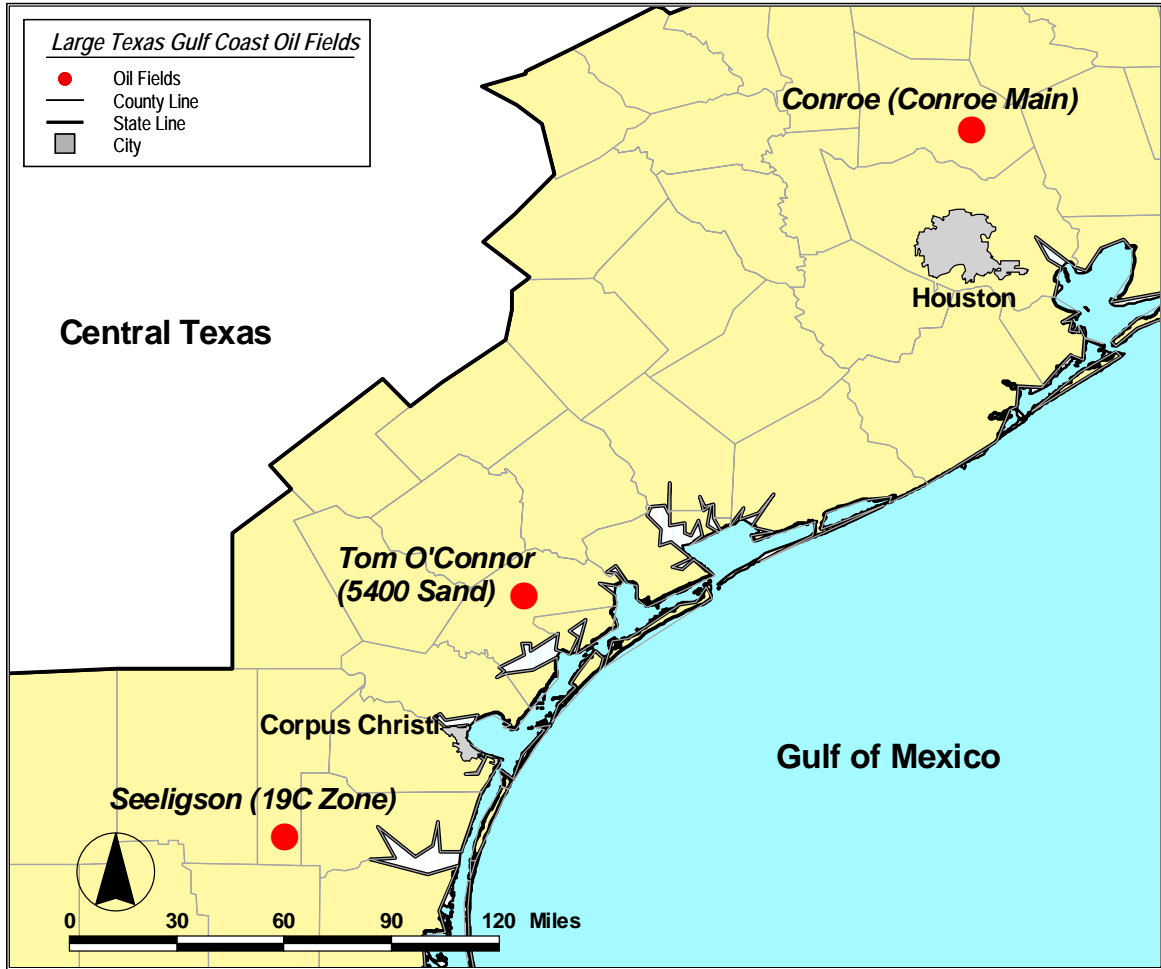 Large Texas Gulf Coast Oil Fields
Oil Fields
County Line
State Line
City
Conroe (Conroe Main)
Houston
Central Texas
Tom O'Connor
(5400 Sand)
Corpus Christi
Gulf of Mexico
Seeligson (19C Zone)
0 30 60 90 120 Miles